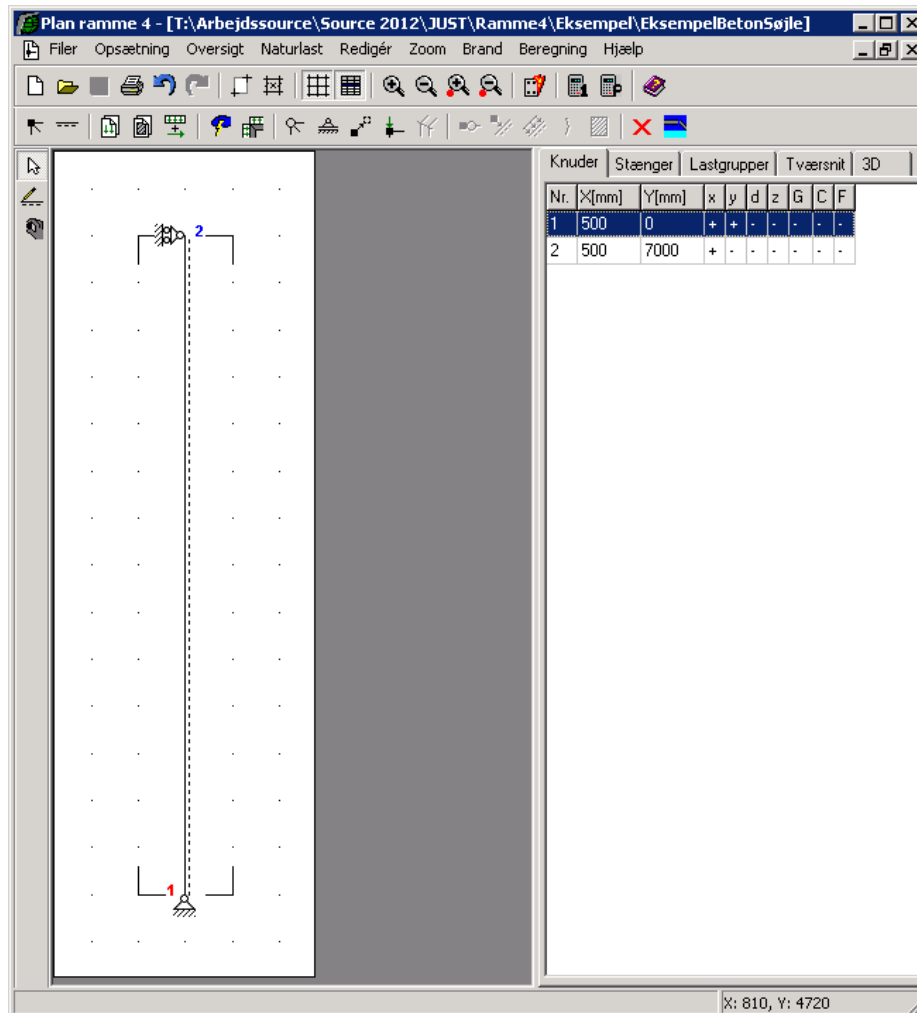 Plan ramme 4 - [T:\Arbejdssource\Source 2012\JUST\Ramme4\Eksempel\EksempelBetonSøjle]
Filer Opsætning Oversigt Naturlast Redigér Zoom Brand Beregning Hjælp
Knuder Stænger Lastgrupper Tværsnit 3D
Nr. X[mm] Y[mm] x y d z G C F
1 500 0 + + - - - - -
2 500 7000 + - - - - - -
2
1
X: 810, Y: 4720